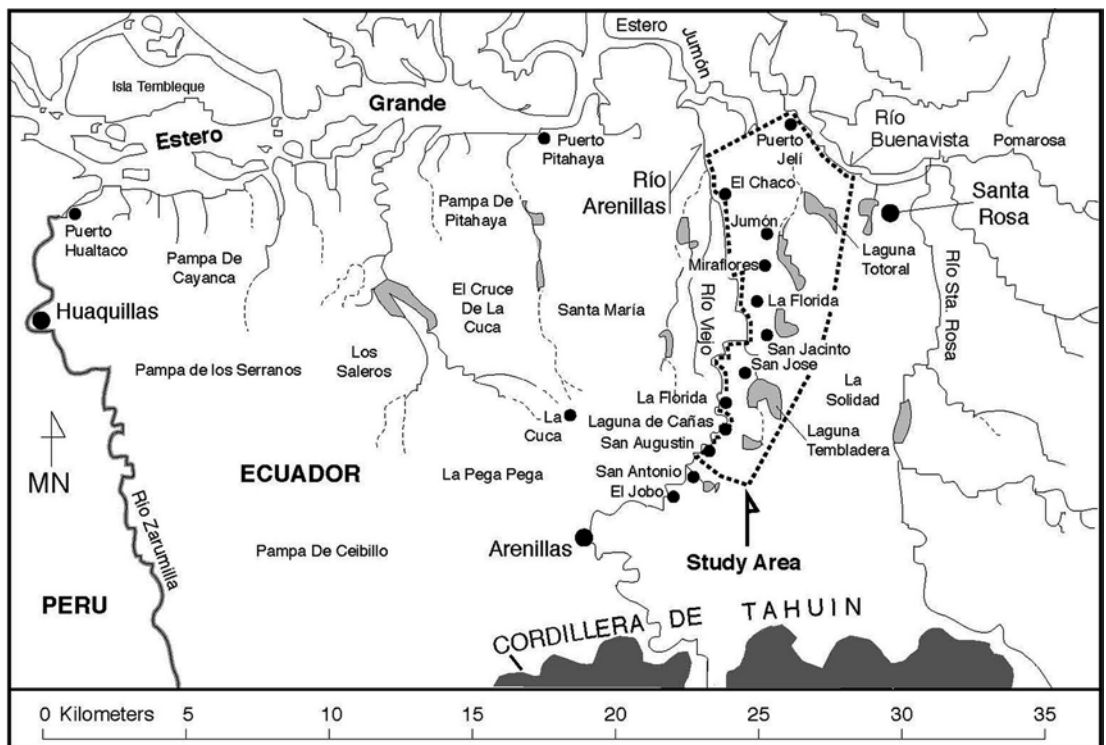 Estero
Jumón
Isla Tembleque
Grande
Estero
Río
Buenavista
Pomarosa
Puerto
Pitahaya
Puerto
Jelí
Río
Arenillas
El Chaco
Santa
Rosa
Pampa De
Pitahaya
Puerto
Hualtaco
Pampa De
Cayanca
Jumón
Laguna
Totoral
Miraflores
Río Viejo
Río Sta. Rosa
El Cruce
De La
Cuca
Santa María
La Florida
Huaquillas
Los
Saleros
San Jacinto
San Jose
Pampa de los Serranos
La
Solidad
La Florida
La
Cuca
Laguna de Cañas
San Augustin
Laguna
Tembladera
MN
ECUADOR
La Pega Pega
San Antonio
El Jobo
Río Zarumilla
Arenillas
Pampa De Ceibillo
Study Area
PERU
CORDILLERA DE TAHUIN
0 Kilometers 5 10 15 20 25 30 35